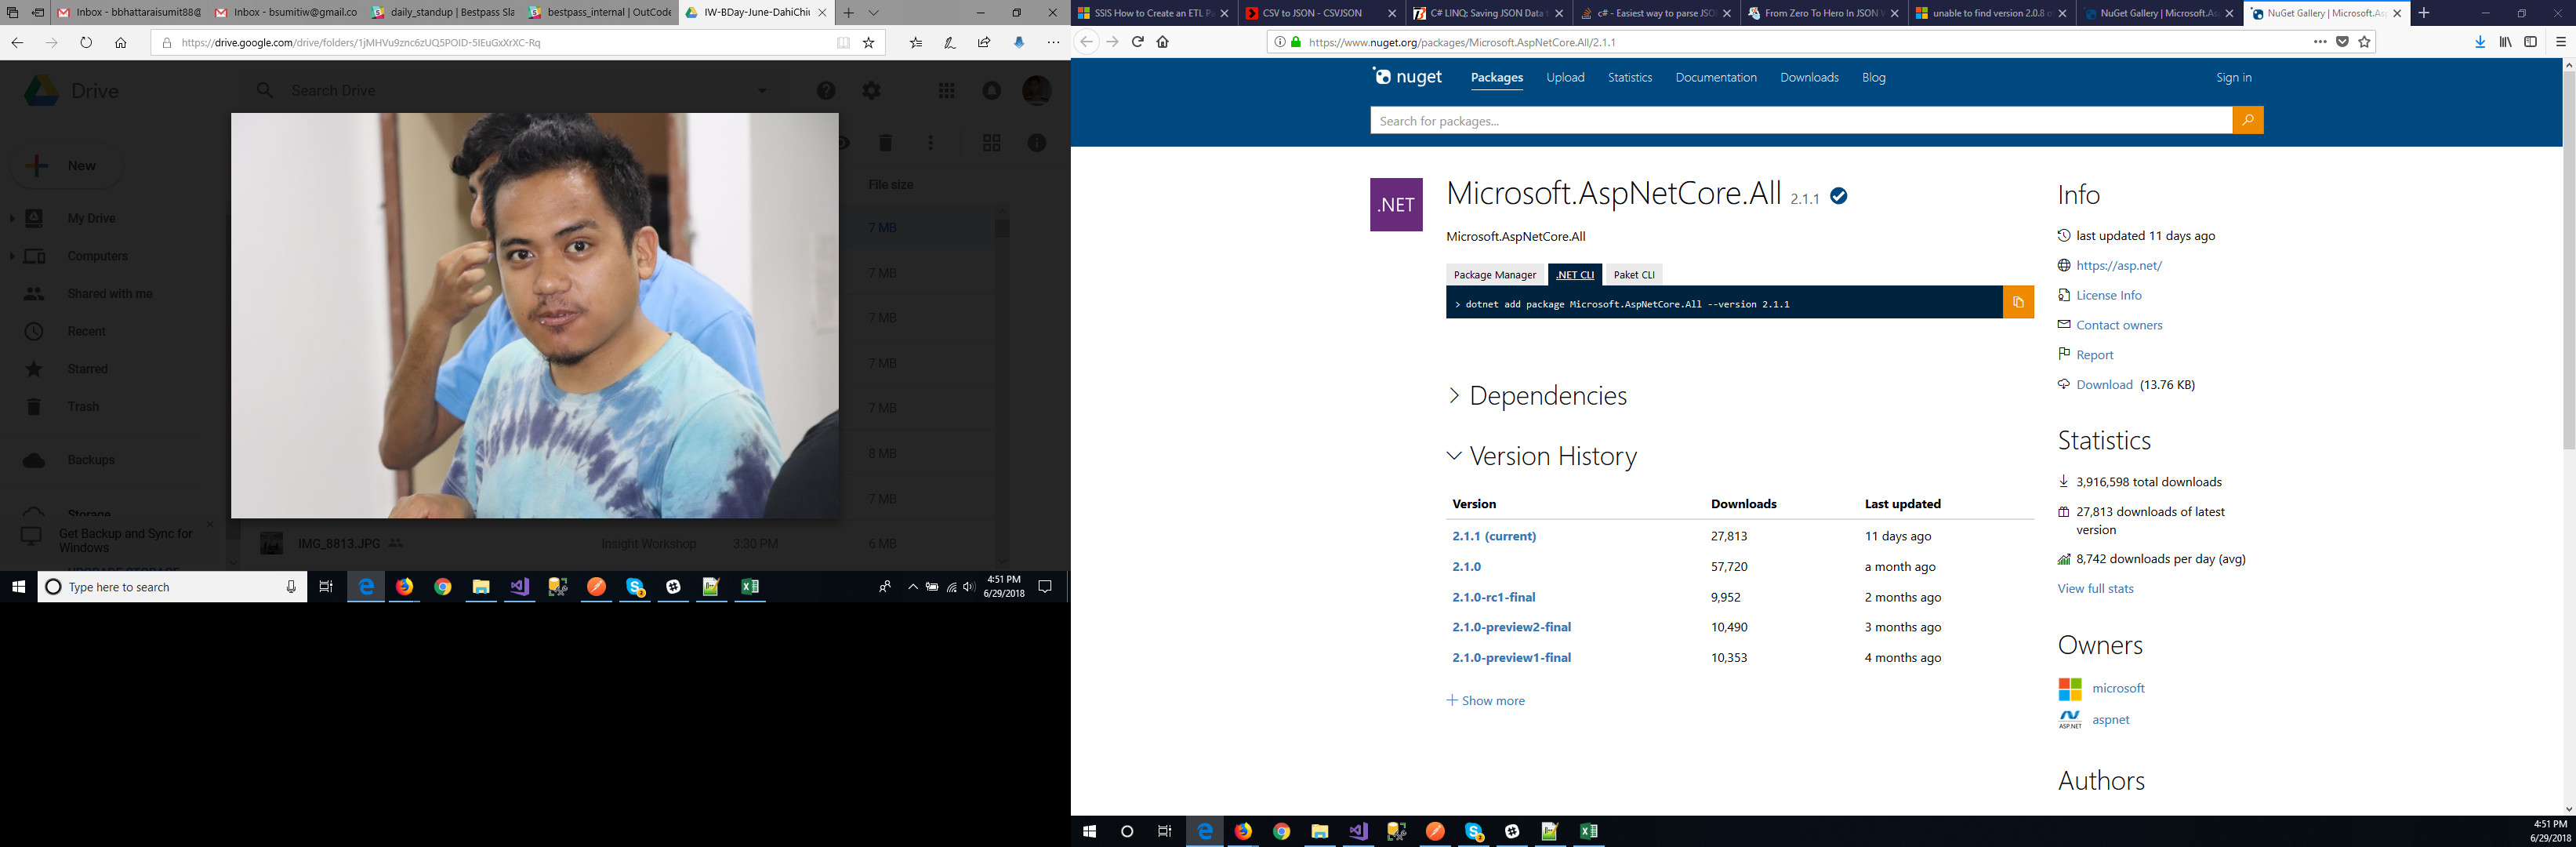 Inbox - bbhattaraisumit88@
Inbox - bsumitiw@gmail.co
daily_standup | Bestpass Sla
bestpass_internal | OutCode
IW-BDay-June-DahiChiu
https://drive.google.com/drive/folders/1jMHVu9znc6zUQ5POID-5IEuGxXrXC-Rq
Drive
Search Drive
New
My Drive
Computers
Shared with me
Recent
Starred
Trash
Backups
Storage
Get Backup and Sync for
Windows
File size
7 MB
7 MB
7 MB
7 MB
7 MB
8 MB
7 MB
IMG_8813.JPG Insight Workshop 3:30 PM 6 MB
Type here to search
4:51 PM
6/29/2018
SSIS How to Create an ETL Pa
CSV to JSON - CSVJSON
C# LINQ: Saving JSON Data t
c# - Easiest way to parse JSO
From Zero To Hero In JSON W
unable to find version 2.0.8 o
NuGet Gallery | Microsoft.As
NuGet Gallery | Microsoft.As
https://www.nuget.org/packages/Microsoft.AspNetCore.All/2.1.1
nuget Packages Upload Statistics Documentation Downloads Blog Sign in
Search for packages...
.NET
Microsoft.AspNetCore.All 2.1.1
Microsoft.AspNetCore.All
Package Manager .NET CLI Paket CLI
> dotnet add package Microsoft.AspNetCore.All --version 2.1.1
Dependencies
Version History
Version Downloads Last updated
2.1.1 (current) 27,813 11 days ago
2.1.0 57,720 a month ago
2.1.0-rc1-final 9,952 2 months ago
2.1.0-preview2-final 10,490 3 months ago
2.1.0-preview1-final 10,353 4 months ago
Show more
Info
last updated 11 days ago
https://asp.net/
License Info
Contact owners
Report
Download (13.76 KB)
Statistics
3,916,598 total downloads
27,813 downloads of latest
version
8,742 downloads per day (avg)
View full stats
Owners
microsoft
ASP.NET
aspnet
Authors
4:51 PM
6/29/2018